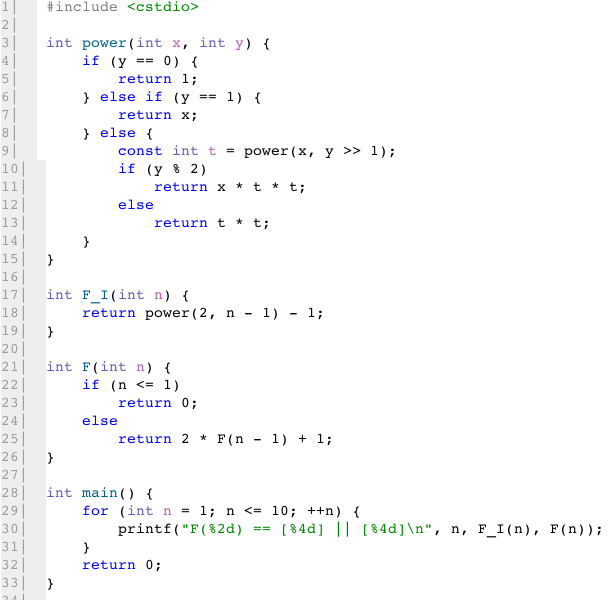 1| #include <cstdio>
2|
3| int power(int x, int y) {
4|     if (y == 0) {
5|         return 1;
6|     } else if (y == 1) {
7|         return x;
8|     } else {
9|         const int t = power(x, y >> 1);
10|         if (y % 2)
11|             return x * t * t;
12|         else
13|             return t * t;
14|     }
15| }
16|
17| int F_I(int n) {
18|     return power(2, n - 1) - 1;
19| }
20|
21| int F(int n) {
22|     if (n <= 1)
23|         return 0;
24|     else
25|         return 2 * F(n - 1) + 1;
26| }
27|
28| int main() {
29|     for (int n = 1; n <= 10; ++n) {
30|         printf("F(%2d) == [%4d] || [%4d]\n", n, F_I(n), F(n));
31|     }
32|     return 0;
33| }